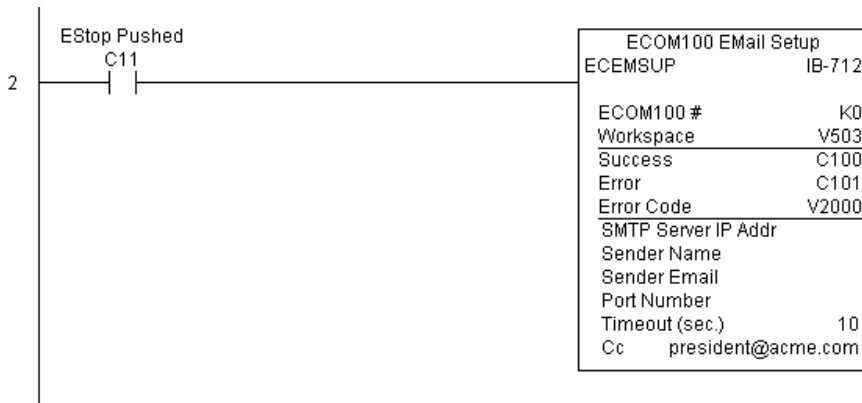 EStop Pushed
C11
2
ECOM100 EMail Setup
ECEMSUP IB-712
ECOM100 # K0
Workspace V503
Success C100
Error C101
Error Code V2000
SMTP Server IP Addr
Sender Name
Sender Email
Port Number
Timeout (sec.) 10
Cc president@acme.com